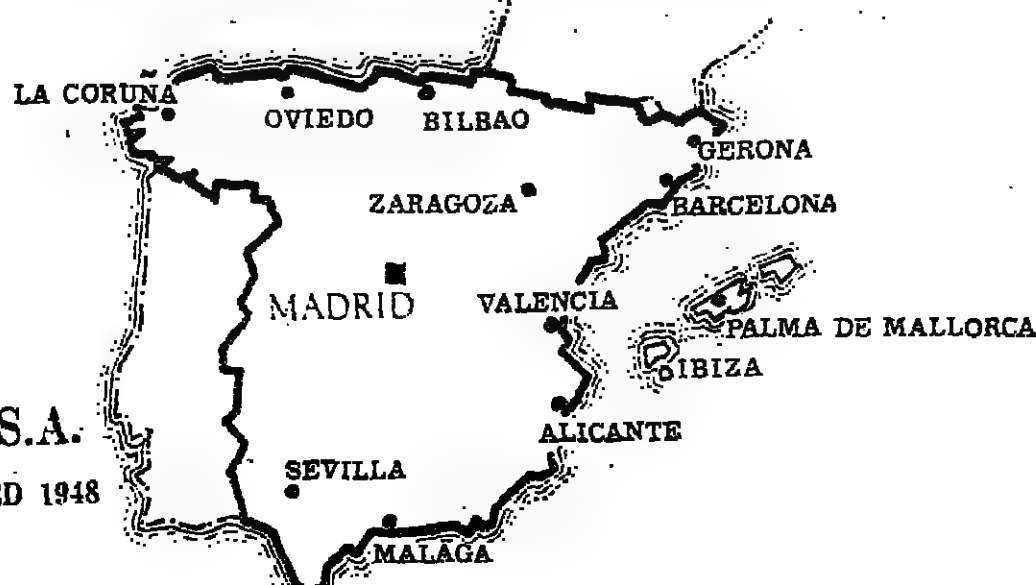 LA CORUÑA
OVIEDO
BILBAO
GERONA
ZARAGOZA
BARCELONA
MADRID
VALENCIA
PALMA DE MALLORCA
IBIZA
S.A.
ALICANTE
SEVILLA
1948
MALAGA